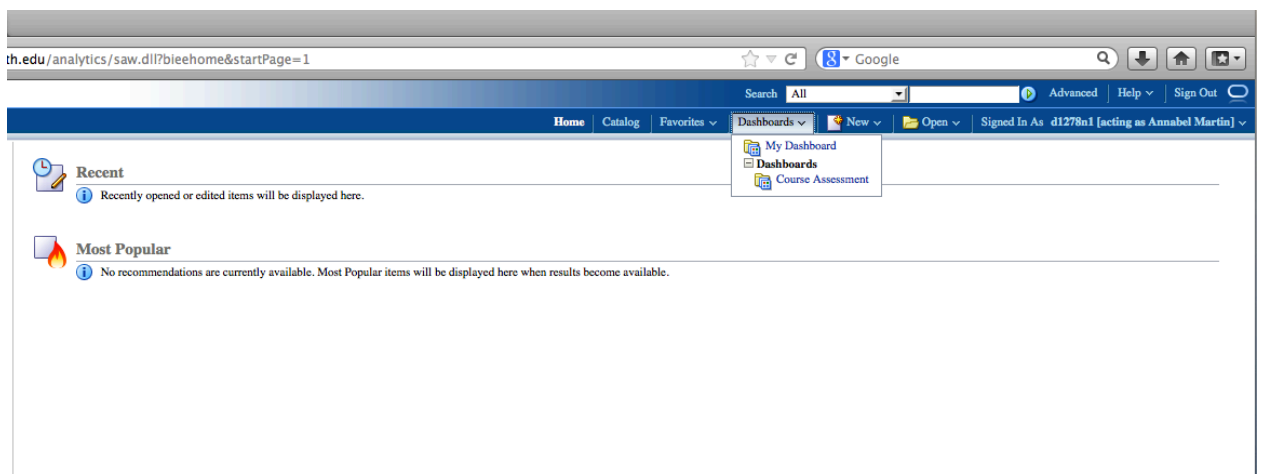 th.edu/analytics/saw.dll?bieehome&startPage=1 Google
Search All Advanced Help Sign Out
Home Catalog Favorites Dashboards New Open Signed In As d1278n1 [acting as Annabel Martin]
My Dashboard
Dashboards
Course Assessment
Recent
Recently opened or edited items will be displayed here.
Most Popular
No recommendations are currently available. Most Popular items will be displayed here when results become available.